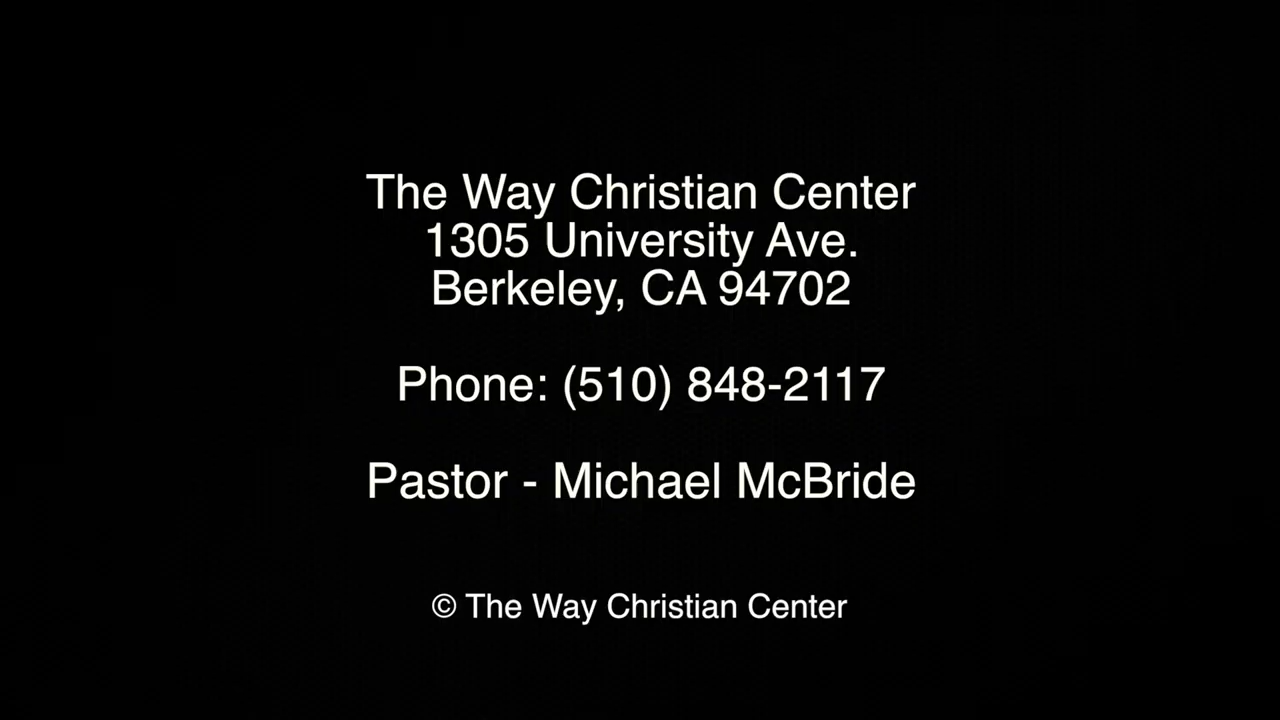 The Way Christian Center
1305 University Ave.
Berkeley, CA 94702
Phone: (510) 848-2117
Pastor - Michael McBride
© The Way Christian Center